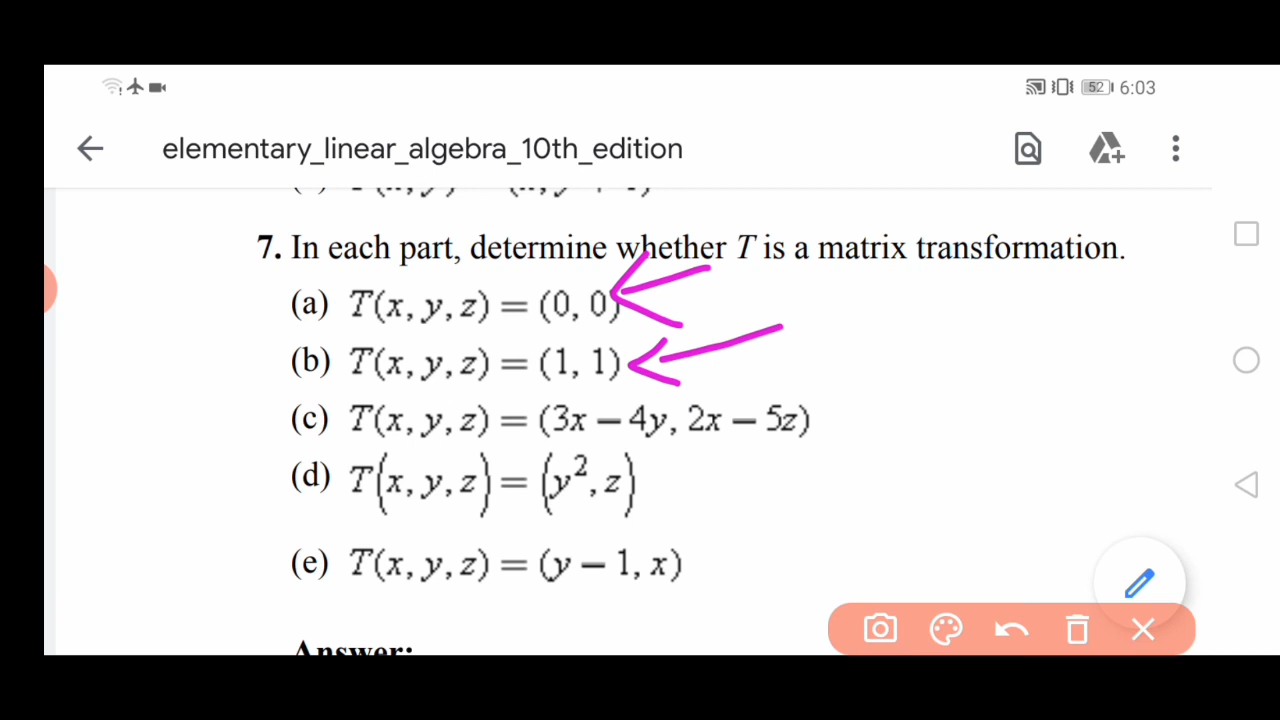 52 6:03
elementary_linear_algebra_10th_edition
7. In each part, determine whether T is a matrix transformation.
(a) T(x, y, z) = (0, 0)
(b) T(x, y, z) = (1, 1)
(c) T(x, y, z) = (3x – 4y, 2x – 5z)
(d) T(x, y, z) = (y², z)
(e) T(x, y, z) = (y – 1, x)
Answer: